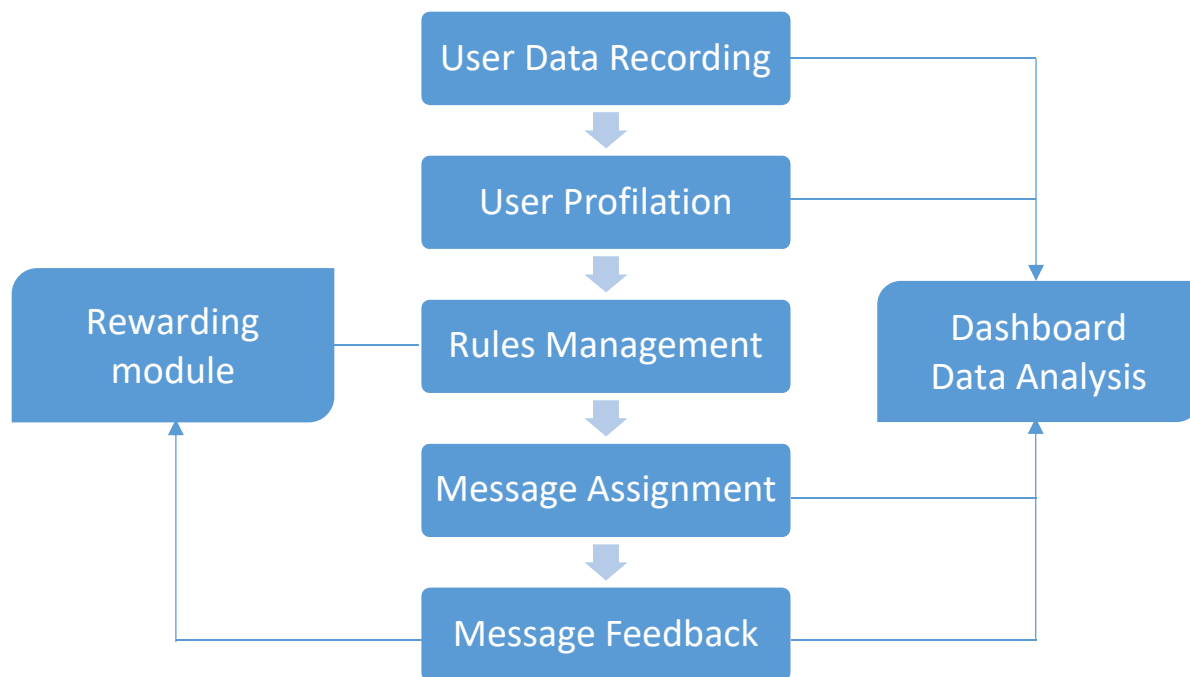 User Data Recording
User Profilation
Rewarding
module
Rules Management
Dashboard
Data Analysis
Message Assignment
Message Feedback